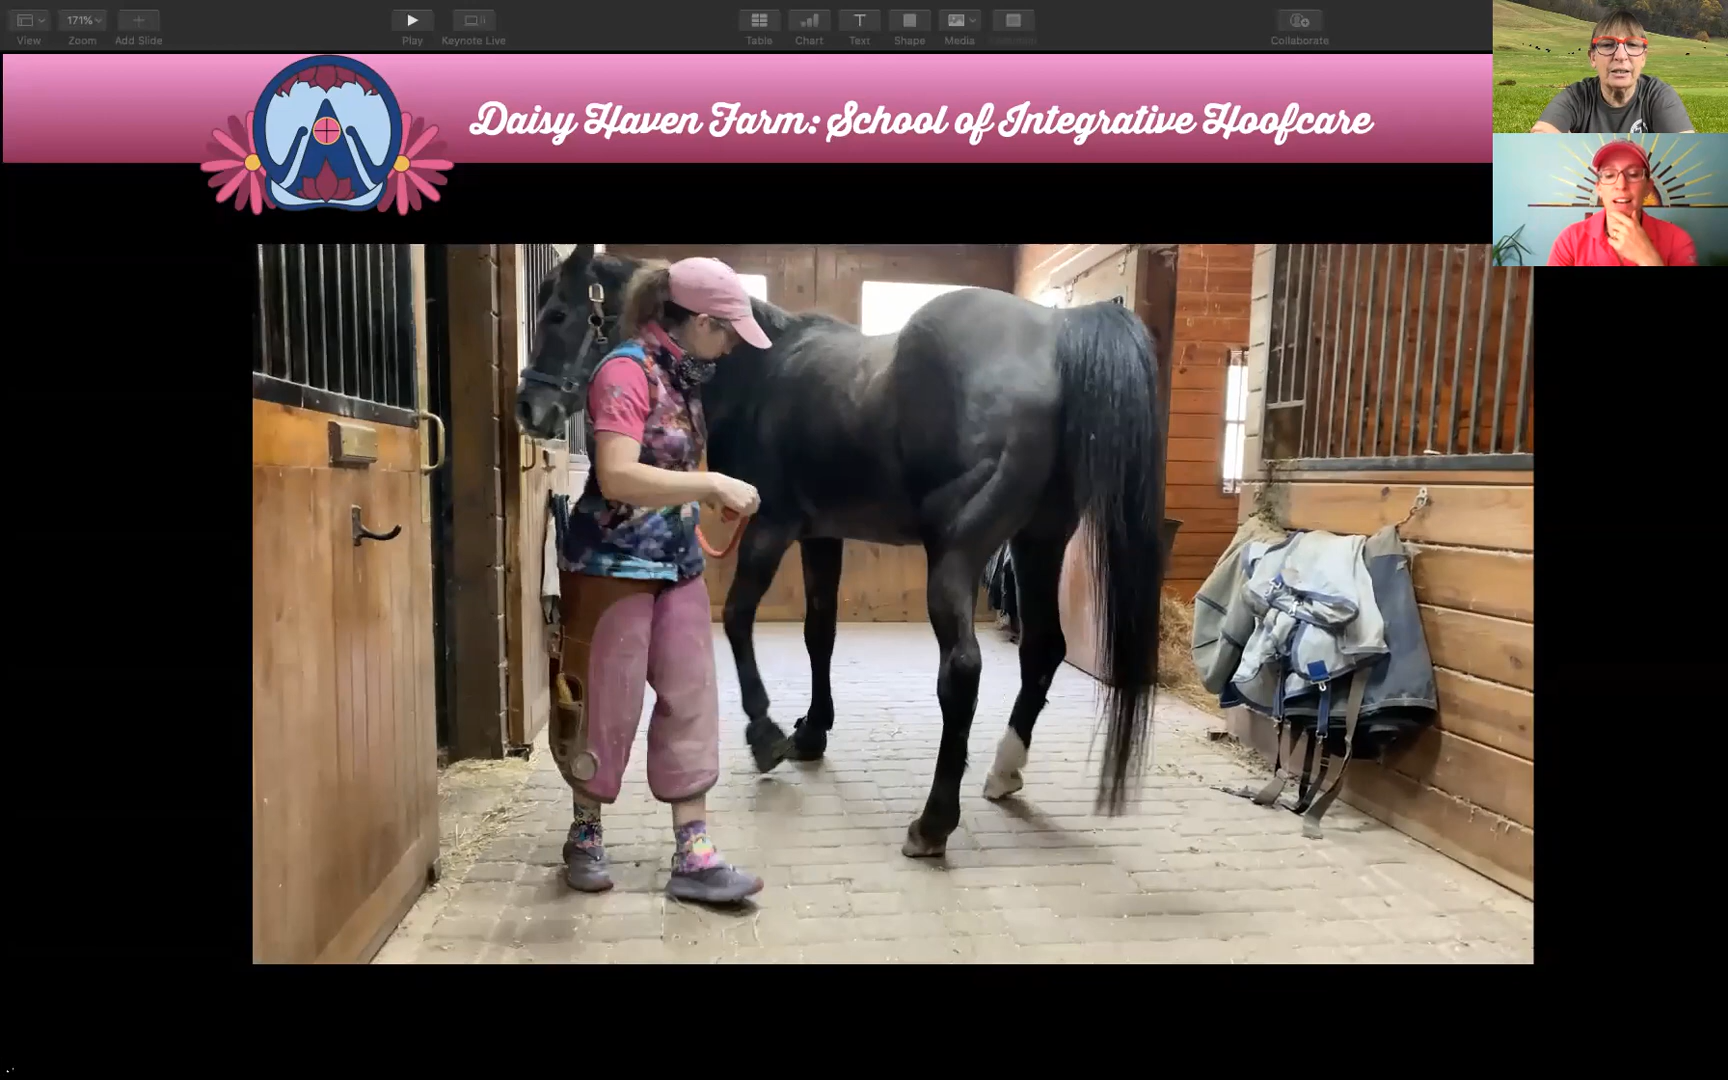 171%
View
Zoom
Add Slide
Play
Keynote Live
Table
Chart
Text
Shape
Media
Collaborate
Daisy Haven Farm: School of Integrative Hoofcare